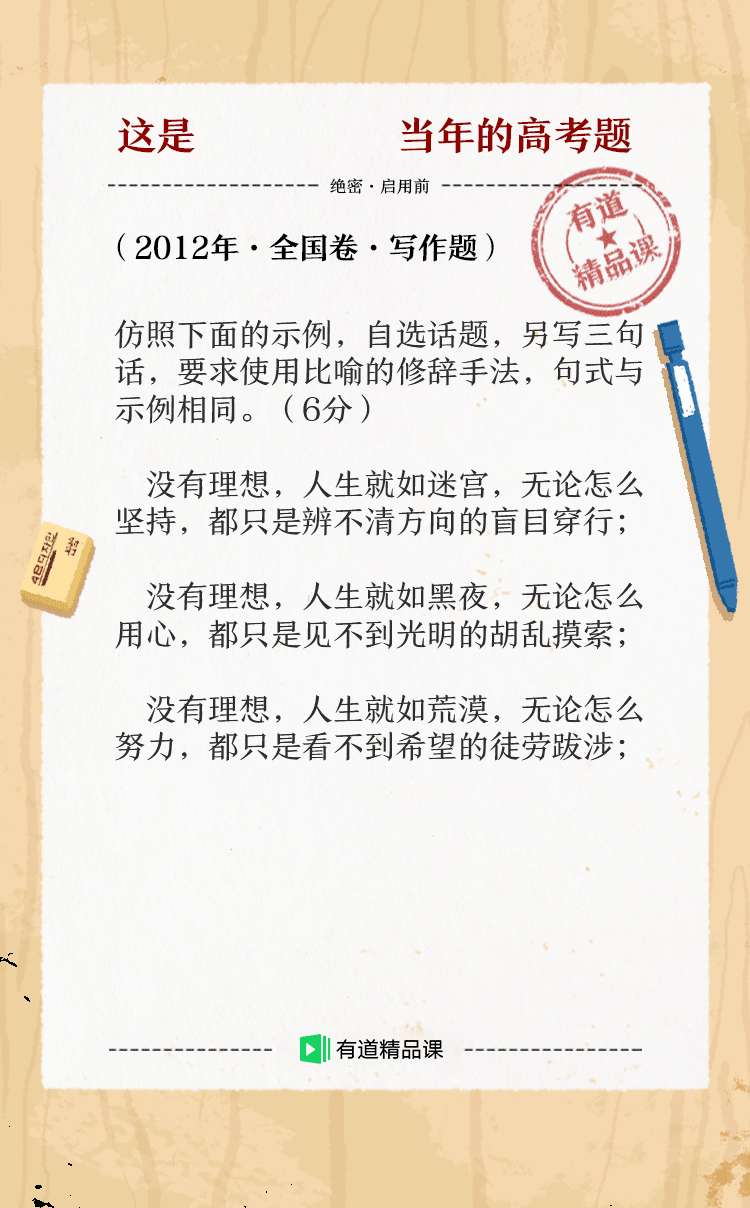 这是 当年的高考题
绝密·启用前
有道
精品课
（2012年·全国卷·写作题）
仿照下面的示例，自选话题，另写三句
话，要求使用比喻的修辞手法，句式与
示例相同。（6分）
没有理想，人生就如迷宫，无论怎么
坚持，都只是辨不清方向的盲目穿行；
没有理想，人生就如黑夜，无论怎么
用心，都只是见不到光明的胡乱摸索；
没有理想，人生就如荒漠，无论怎么
努力，都只是看不到希望的徒劳跋涉；
有道精品课